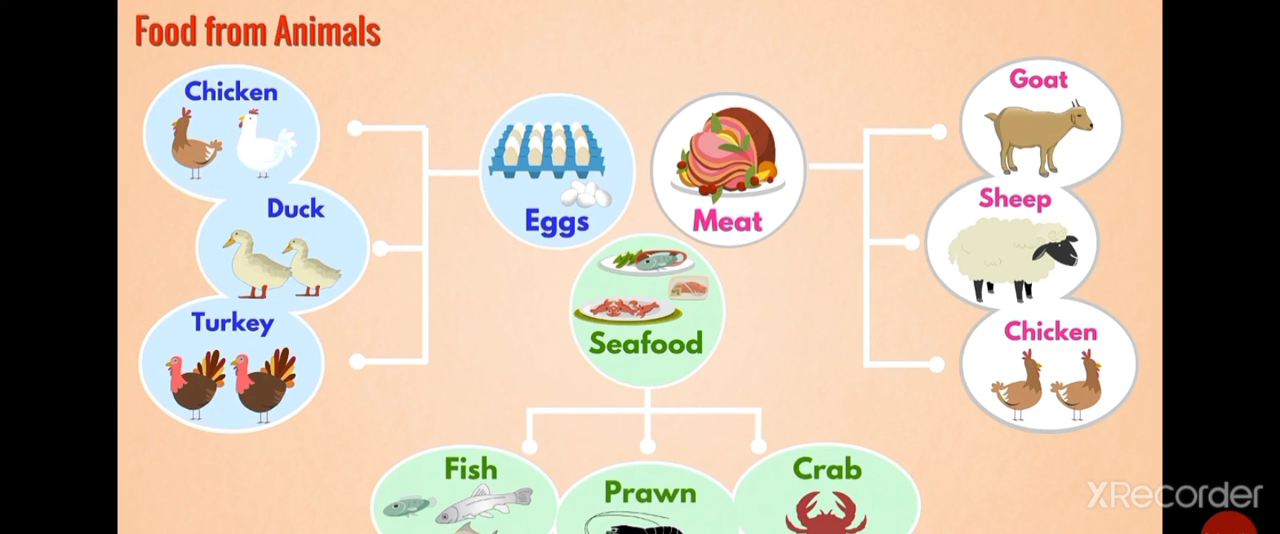 Food from Animals
Chicken
Duck
Turkey
Eggs
Meat
Seafood
Goat
Sheep
Chicken
Fish
Prawn
Crab
XRecorder